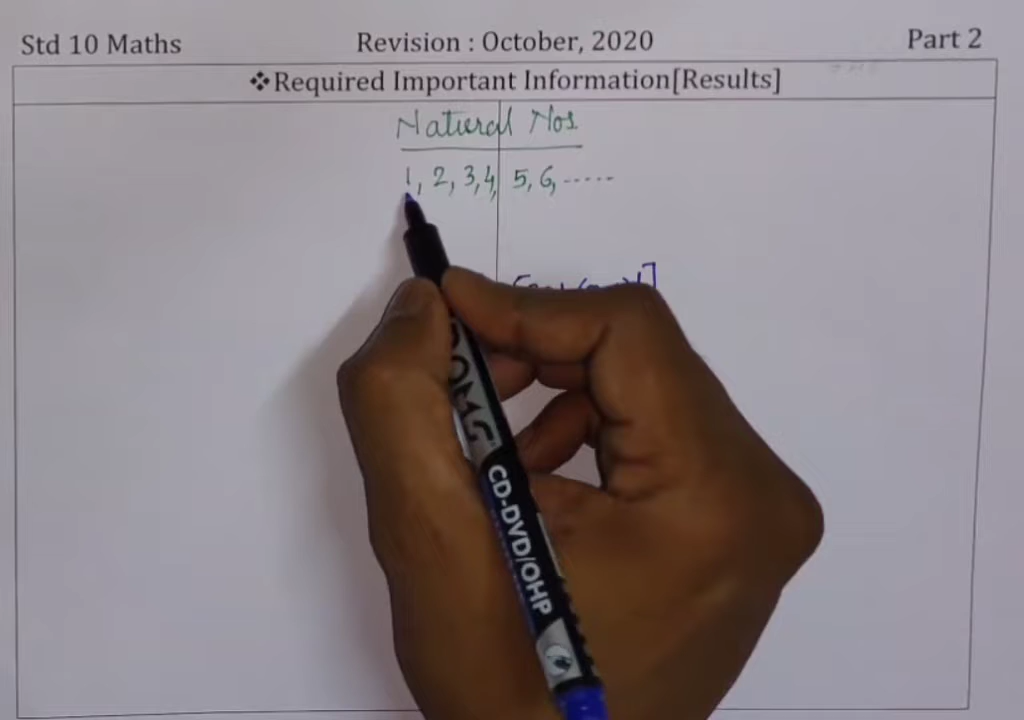 Std 10 Maths Revision : October, 2020 Part 2
❖Required Important Information[Results]
Natural Nos.
1, 2, 3, 4, 5, 6, -----
DOMS
CD-DVD/OHP